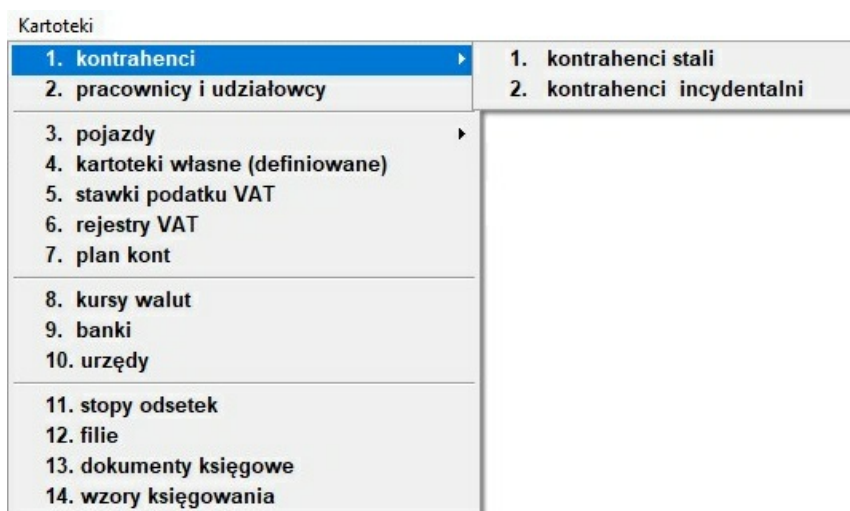 Kartoteki
1. kontrahenci
2. pracownicy i udziałowcy
3. pojazdy
4. kartoteki własne (definiowane)
5. stawki podatku VAT
6. rejestry VAT
7. plan kont
8. kursy walut
9. banki
10. urzędy
11. stopy odsetek
12. filie
13. dokumenty księgowe
14. wzory księgowania
1. kontrahenci stali
2. kontrahenci incydentalni